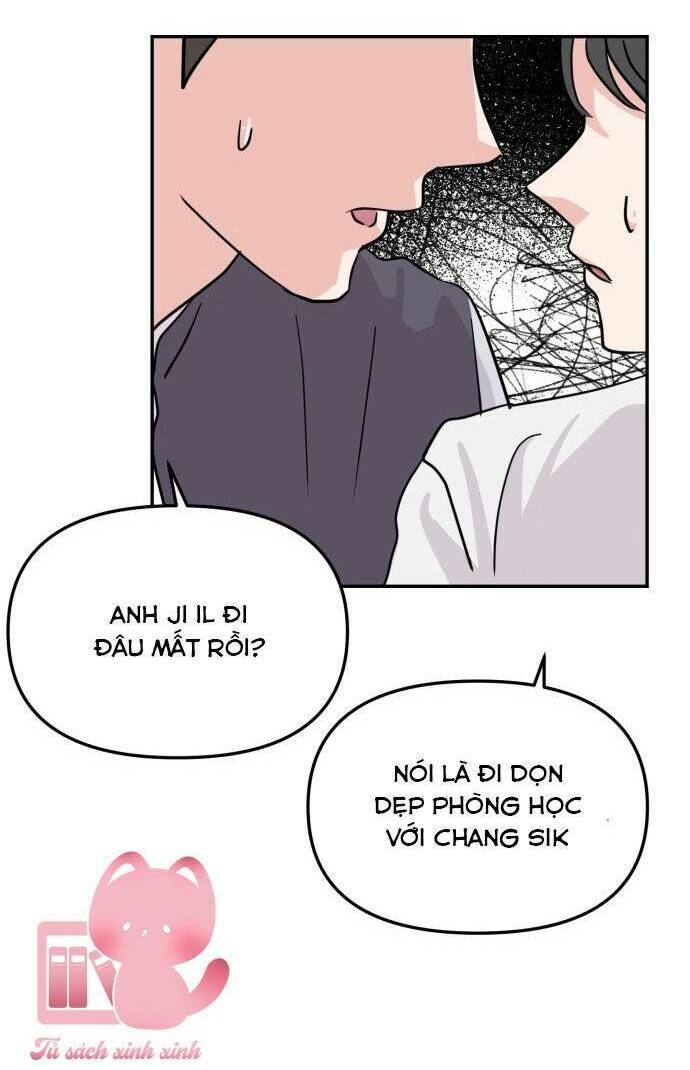 ANH JI IL ĐI
ĐÂU MẤT RỒI?
NÓI LÀ ĐI DỌN
DẸP PHÒNG HỌC
VỚI CHANG SIK
Tủ sách xinh xinh